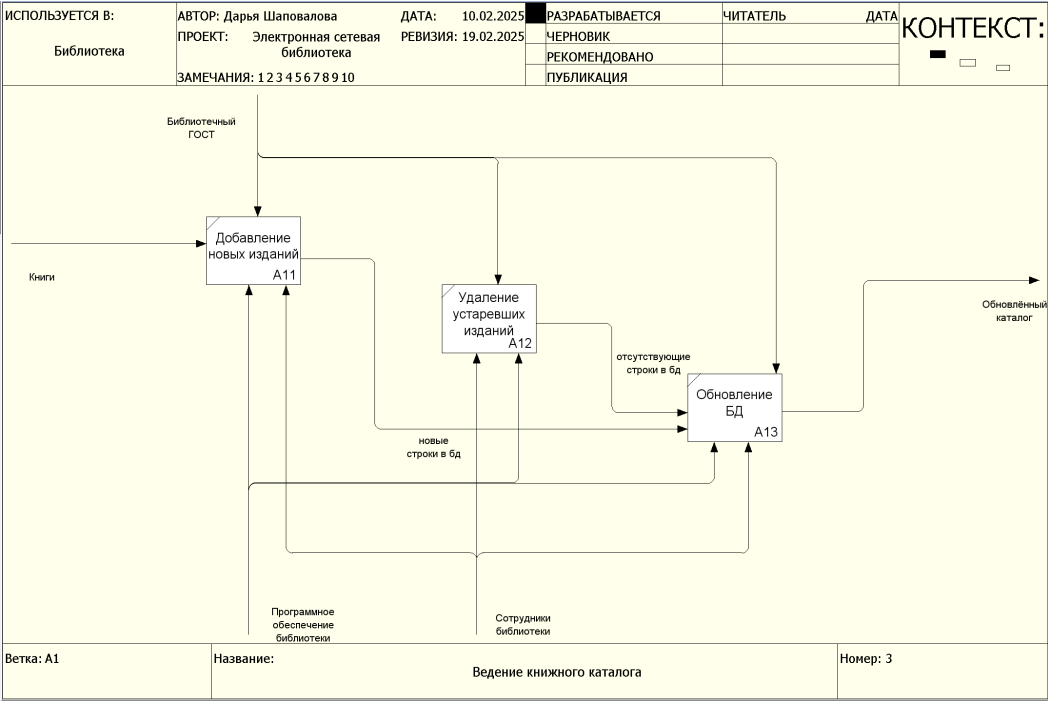 ИСПОЛЬЗУЕТСЯ В:
Библиотека
АВТОР: Дарья Шаповалова
ДАТА: 10.02.2025
ПРОЕКТ: Электронная сетевая
библиотека
РЕВИЗИЯ: 19.02.2025
ЗАМЕЧАНИЯ: 1 2 3 4 5 6 7 8 9 10
РАЗРАБАТЫВАЕТСЯ
ЧЕРНОВИК
РЕКОМЕНДОВАНО
ПУБЛИКАЦИЯ
ЧИТАТЕЛЬ ДАТА
КОНТЕКСТ:
Библиотечный
ГОСТ
Добавление
новых изданий
A11
Книги
Удаление
устаревших
изданий
A12
Обновлённый
каталог
отсутствующие
строки в бд
Обновление
БД
A13
новые
строки в бд
Программное
обеспечение
библиотеки
Сотрудники
библиотеки
Ветка: A1
Название:
Ведение книжного каталога
Номер: 3